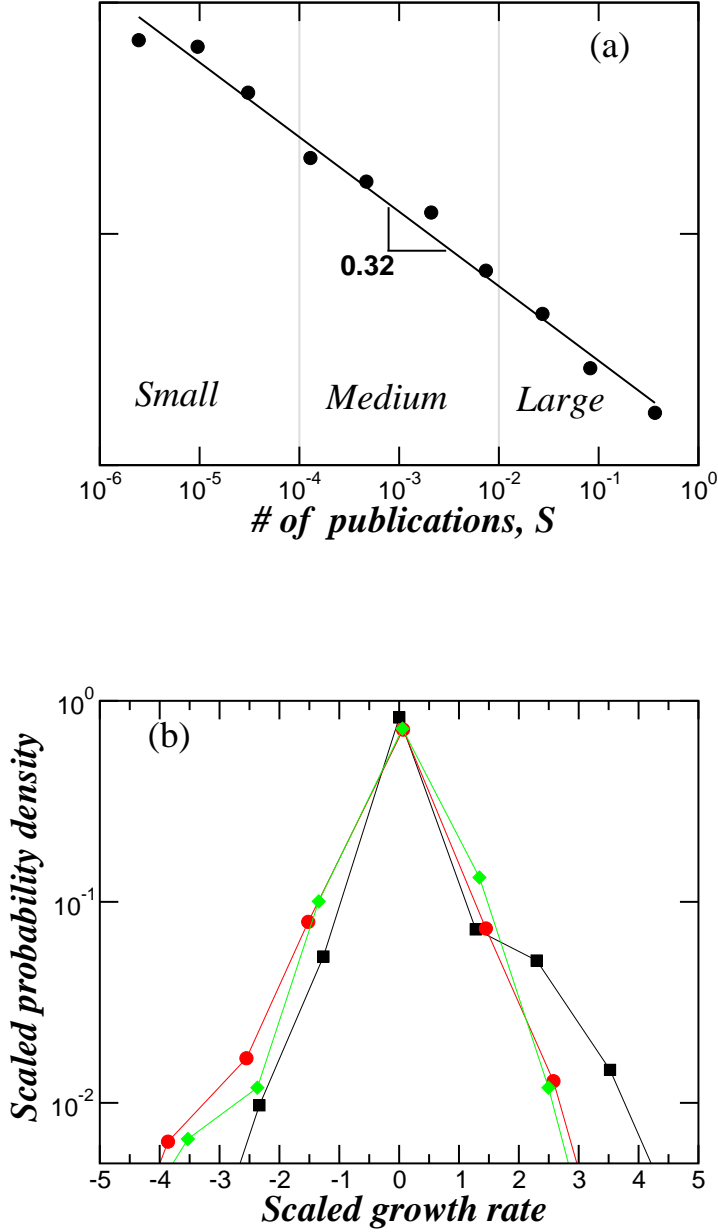 (a)
0.32
Small Medium Large
10^-6 10^-5 10^-4 10^-3 10^-2 10^-1 10^0
# of publications, S
10^0
(b)
10^-1
10^-2
Scaled probability density
-5 -4 -3 -2 -1 0 1 2 3 4 5
Scaled growth rate